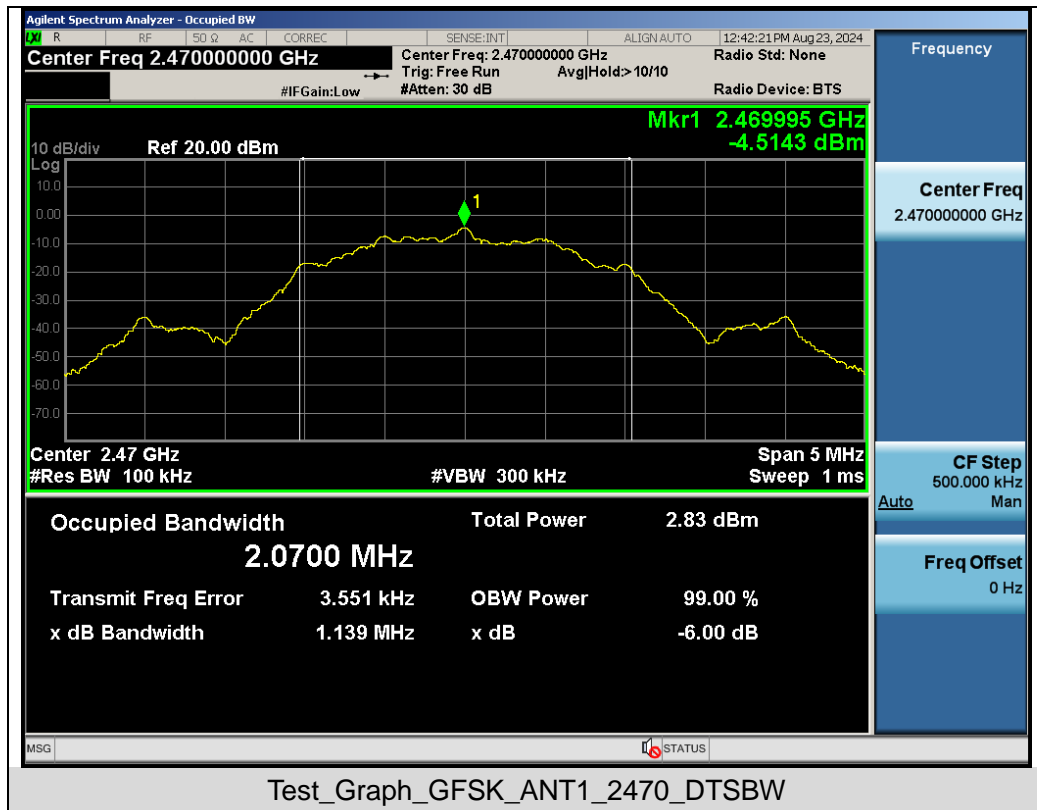 Agilent Spectrum Analyzer - Occupied BW
LXI R RF 50 Ω AC CORREC SENSE:INT ALIGN AUTO 12:42:21 PM Aug 23, 2024
Center Freq 2.470000000 GHz
Center Freq: 2.470000000 GHz
Radio Std: None
Trig: Free Run Avg|Hold:> 10/10
#IFGain:Low
#Atten: 30 dB
Radio Device: BTS
Mkr1 2.469995 GHz
-4.5143 dBm
10 dB/div Ref 20.00 dBm
Log
10.0
0.00
-10.0
-20.0
-30.0
-40.0
-50.0
-60.0
-70.0
1
Center 2.47 GHz Span 5 MHz
#Res BW 100 kHz #VBW 300 kHz Sweep 1 ms
Occupied Bandwidth
2.0700 MHz
Total Power 2.83 dBm
Transmit Freq Error 3.551 kHz OBW Power 99.00 %
x dB Bandwidth 1.139 MHz x dB -6.00 dB
Frequency
Center Freq
2.470000000 GHz
CF Step
500.000 kHz
Auto Man
Freq Offset
0 Hz
MSG STATUS
Test_Graph_GFSK_ANT1_2470_DTSBW